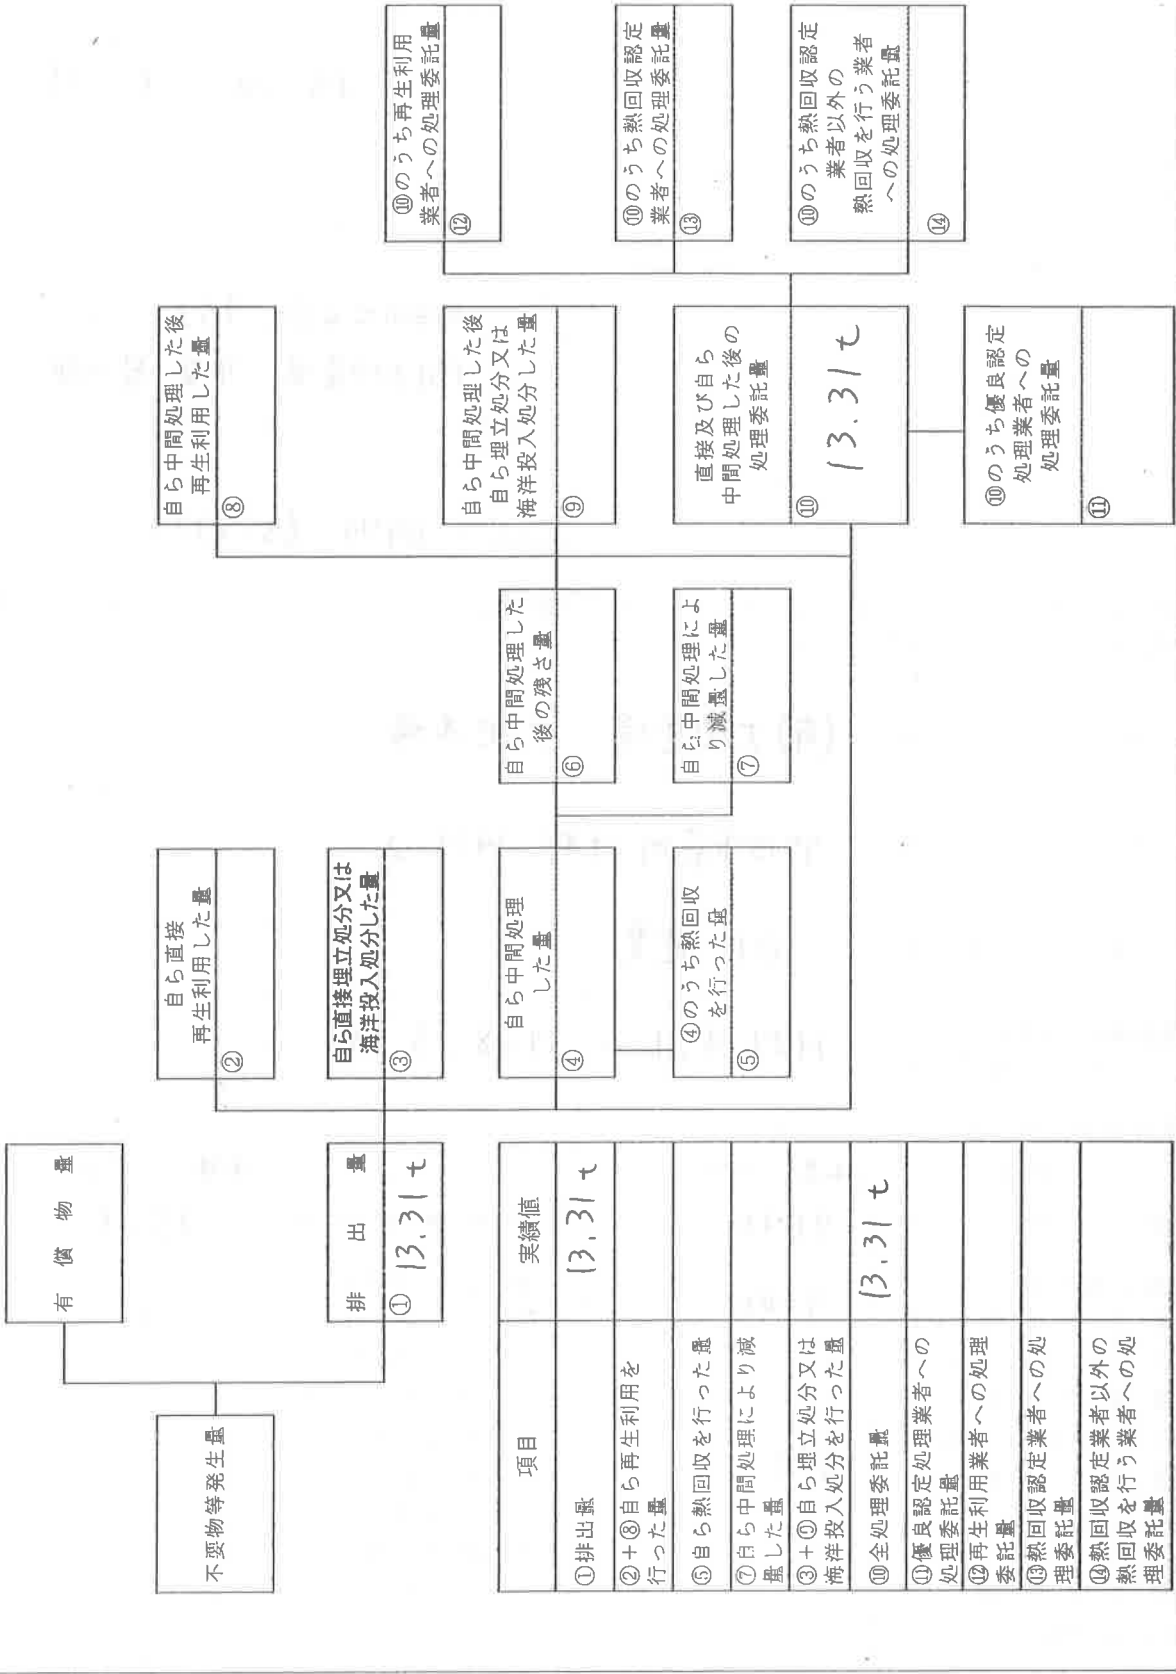 不要物等発生量
有償物量
排出量
① 13.31 t
自ら直接
再生利用した量
②
自ら直接埋立処分又は
海洋投入処分した量
③
自ら中間処理
した量
④
④のうち熱回収
を行った量
⑤
自ら中間処理した
後の残さ量
⑥
自ら中間処理によ
り減量した量
⑦
自ら中間処理した後
再生利用した量
⑧
自ら中間処理した後
自ら埋立処分又は
海洋投入処分した量
⑨
直接及び自ら
中間処理した後の
処理委託量
⑩ 13.31 t
⑩のうち優良認定
処理業者への
処理委託量
⑪
⑩のうち再生利用
業者への処理委託量
⑫
⑩のうち熱回収認定
業者への処理委託量
⑬
⑩のうち熱回収認定
業者以外の
熱回収を行う業者
への処理委託量
⑭
項目 実績値
①排出量 13.31 t
②+⑧自ら再生利用を
行った量
⑤自ら熱回収を行った量
⑦自ら中間処理により減
量した量
③+⑨自ら埋立処分又は
海洋投入処分を行った量
⑩全処理委託量 13.31 t
⑪優良認定処理業者への
処理委託量
⑫再生利用業者への処理
委託量
⑬熱回収認定業者への処
理委託量
⑭熱回収認定業者以外の
熱回収を行う業者への処
理委託量